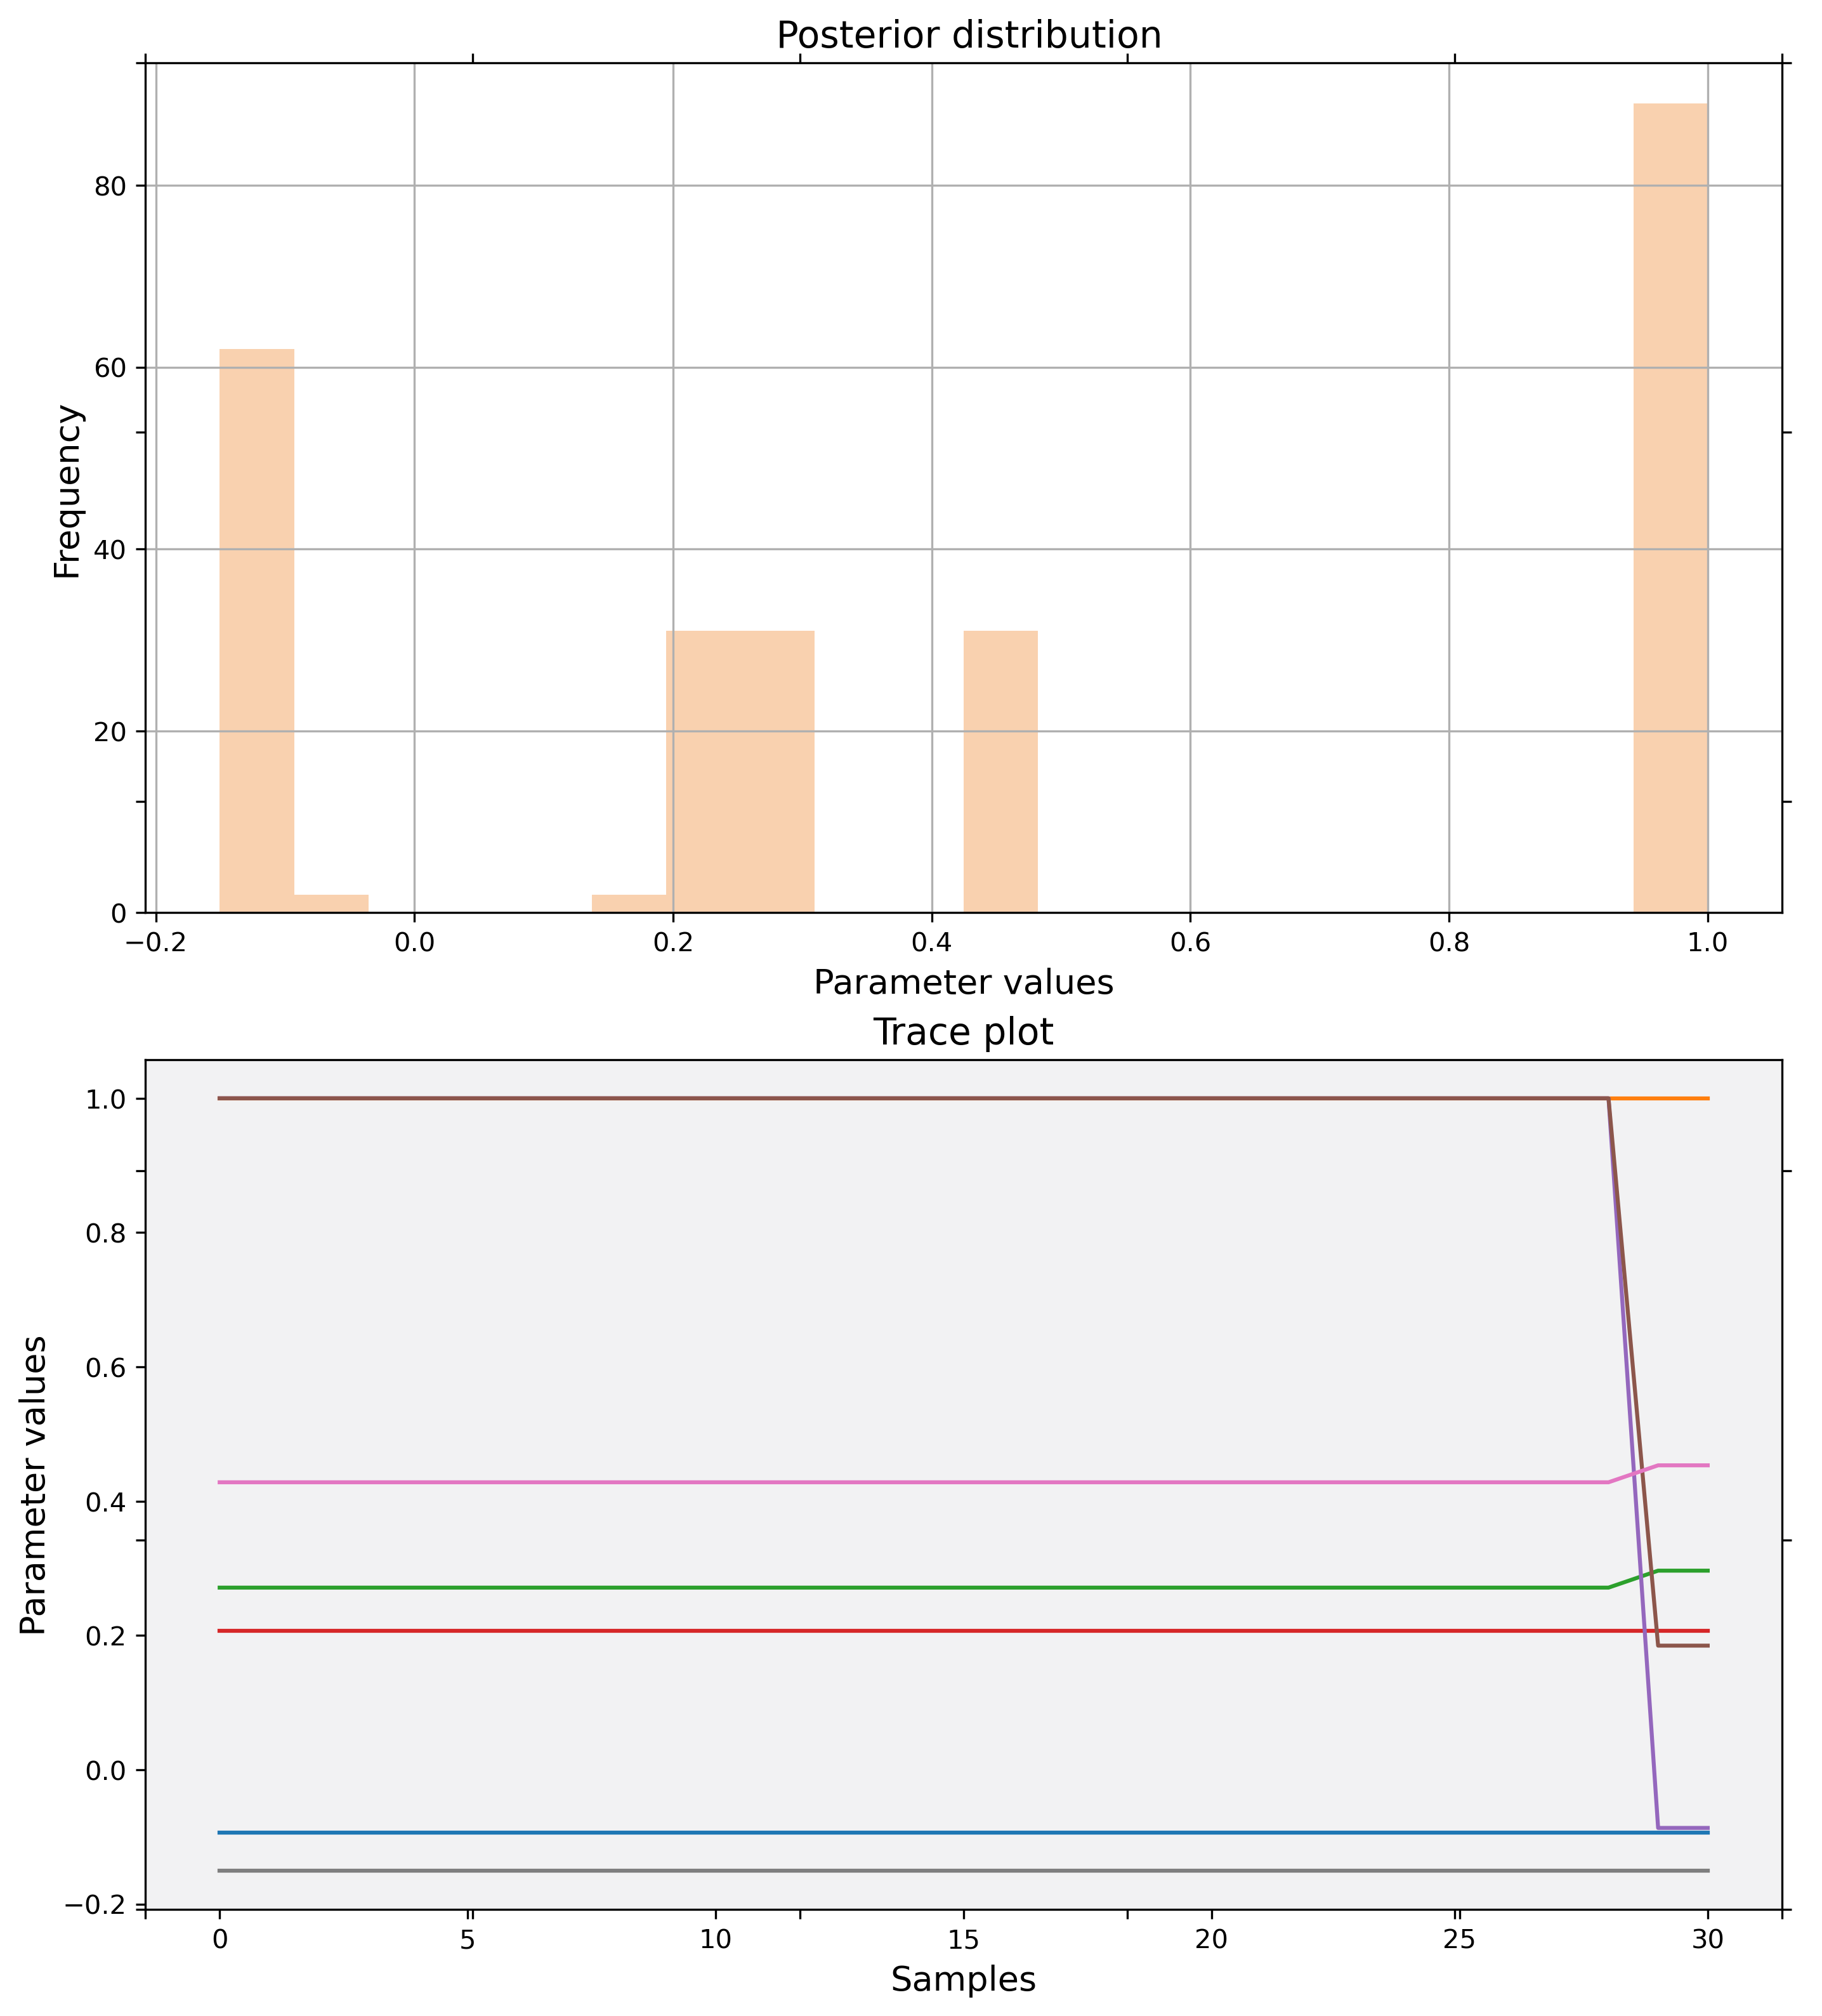 Posterior distribution
Frequency
80
60
40
20
0
−0.2 0.0 0.2 0.4 0.6 0.8 1.0
Parameter values
Trace plot
Parameter values
1.0
0.8
0.6
0.4
0.2
0.0
−0.2
0 5 10 15 20 25 30
Samples